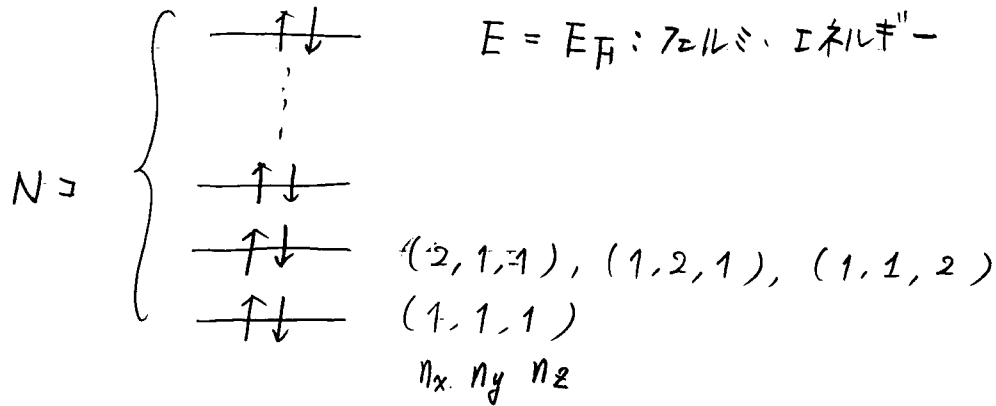 E = E_F : フェルミ・エネルギー
Nコ
(2, 1, 1), (1, 2, 1), (1, 1, 2)
(1, 1, 1)
n_x n_y n_z